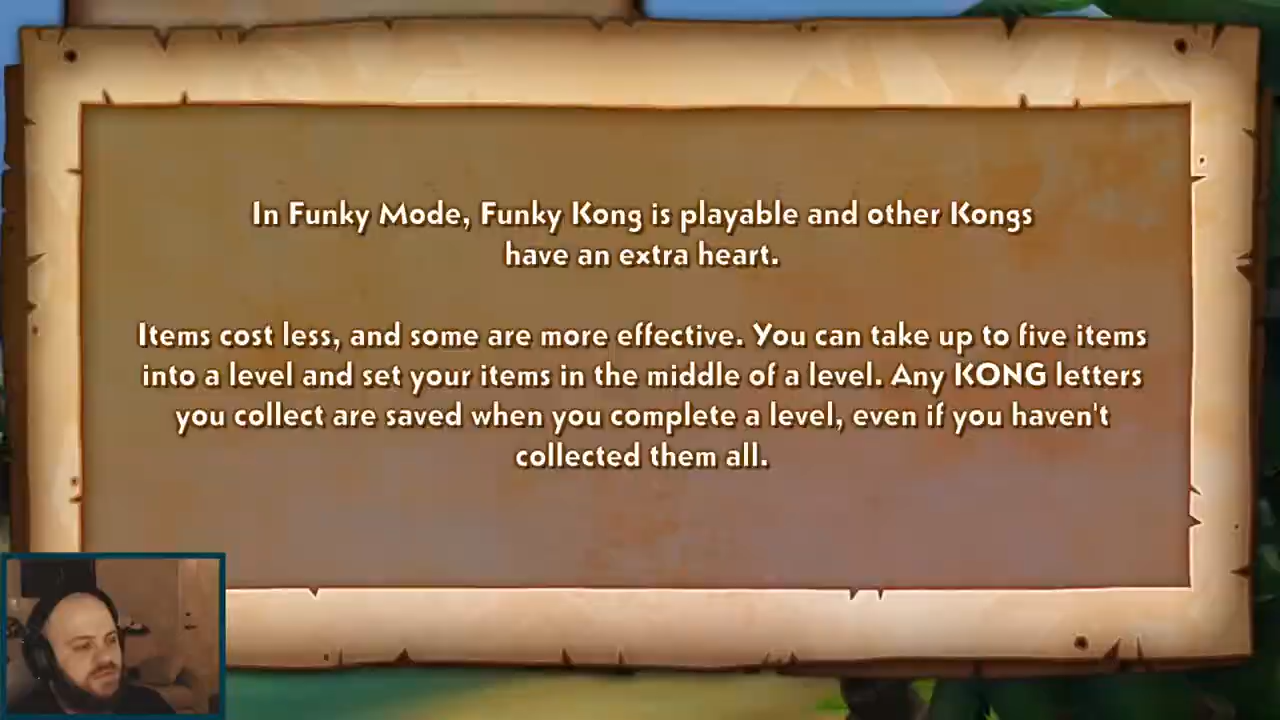 In Funky Mode, Funky Kong is playable and other Kongs
have an extra heart.
Items cost less, and some are more effective. You can take up to five items
into a level and set your items in the middle of a level. Any KONG letters
you collect are saved when you complete a level, even if you haven't
collected them all.